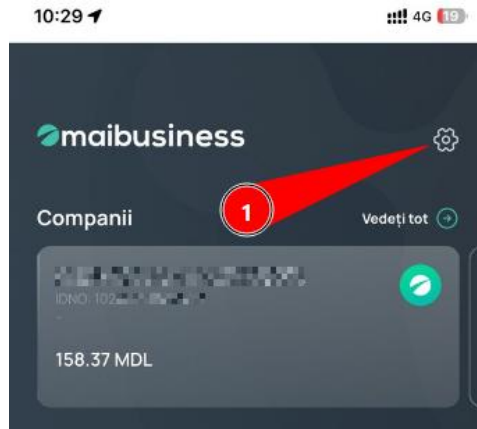 10:29
4G 19
maibusiness
1
Companii
Vedeți tot
IDNO: 102
158.37 MDL